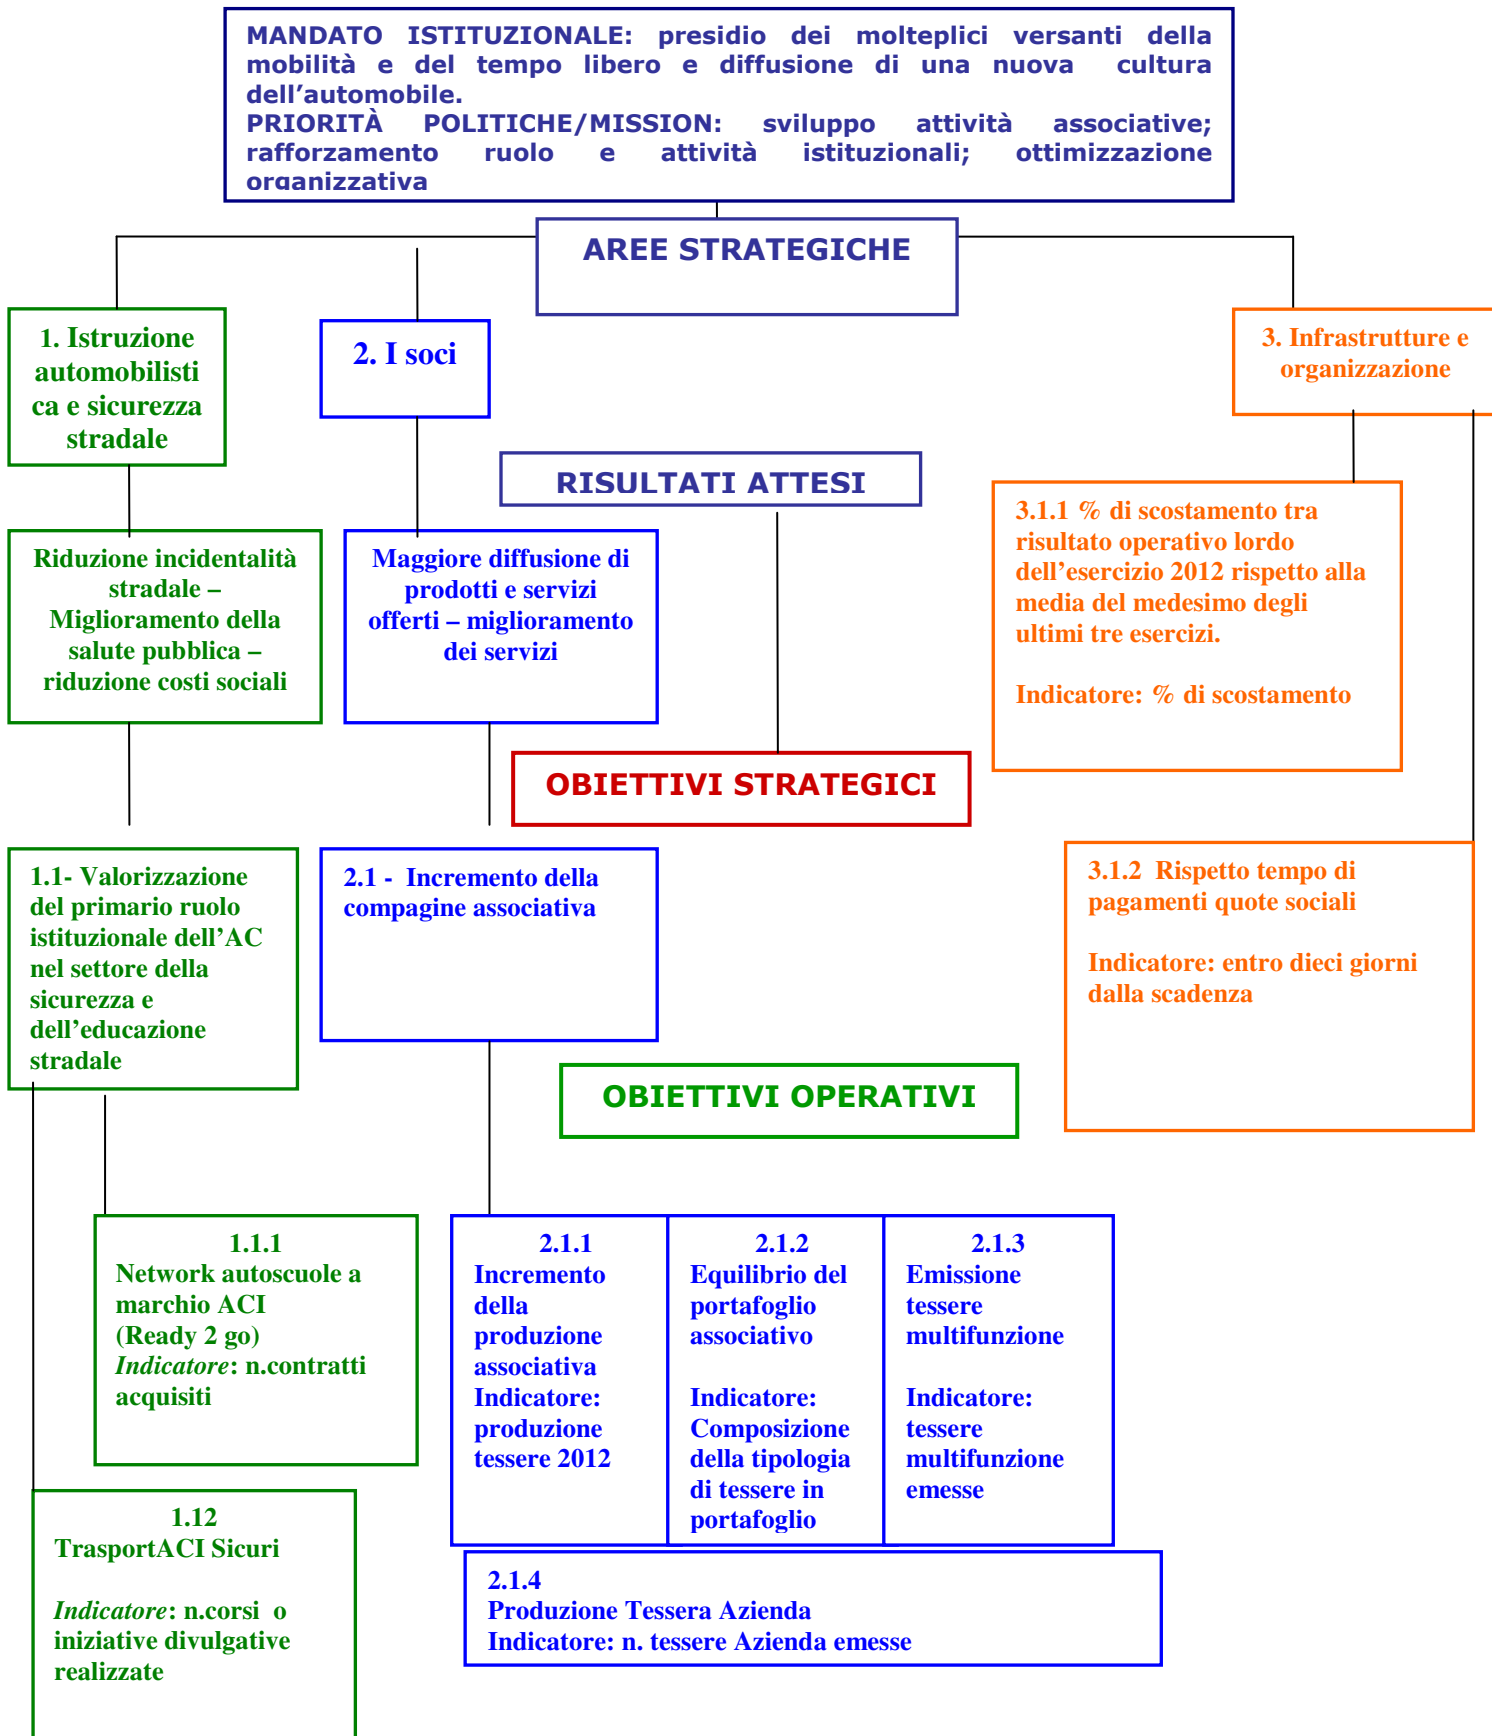 MANDATO ISTITUZIONALE: presidio dei molteplici versanti della
mobilità e del tempo libero e diffusione di una nuova cultura
dell'automobile.
PRIORITÀ POLITICHE/MISSION: sviluppo attività associative;
rafforzamento ruolo e attività istituzionali; ottimizzazione
organizzativa
AREE STRATEGICHE
1. Istruzione
automobilisti
ca e sicurezza
stradale
2. I soci
3. Infrastrutture e
organizzazione
RISULTATI ATTESI
Riduzione incidentalità
stradale –
Miglioramento della
salute pubblica –
riduzione costi sociali
Maggiore diffusione di
prodotti e servizi
offerti – miglioramento
dei servizi
3.1.1 % di scostamento tra
risultato operativo lordo
dell'esercizio 2012 rispetto alla
media del medesimo degli
ultimi tre esercizi.
Indicatore: % di scostamento
OBIETTIVI STRATEGICI
1.1- Valorizzazione
del primario ruolo
istituzionale dell'AC
nel settore della
sicurezza e
dell'educazione
stradale
2.1 - Incremento della
compagine associativa
3.1.2 Rispetto tempo di
pagamenti quote sociali
Indicatore: entro dieci giorni
dalla scadenza
OBIETTIVI OPERATIVI
1.1.1
Network autoscuole a
marchio ACI
(Ready 2 go)
Indicatore: n.contratti
acquisiti
2.1.1
Incremento
della
produzione
associativa
Indicatore:
produzione
tessere 2012
2.1.2
Equilibrio del
portafoglio
associativo
Indicatore:
Composizione
della tipologia
di tessere in
portafoglio
2.1.3
Emissione
tessere
multifunzione
Indicatore:
tessere
multifunzione
emesse
1.12
TrasportACI Sicuri
Indicatore: n.corsi o
iniziative divulgative
realizzate
2.1.4
Produzione Tessera Azienda
Indicatore: n. tessere Azienda emesse